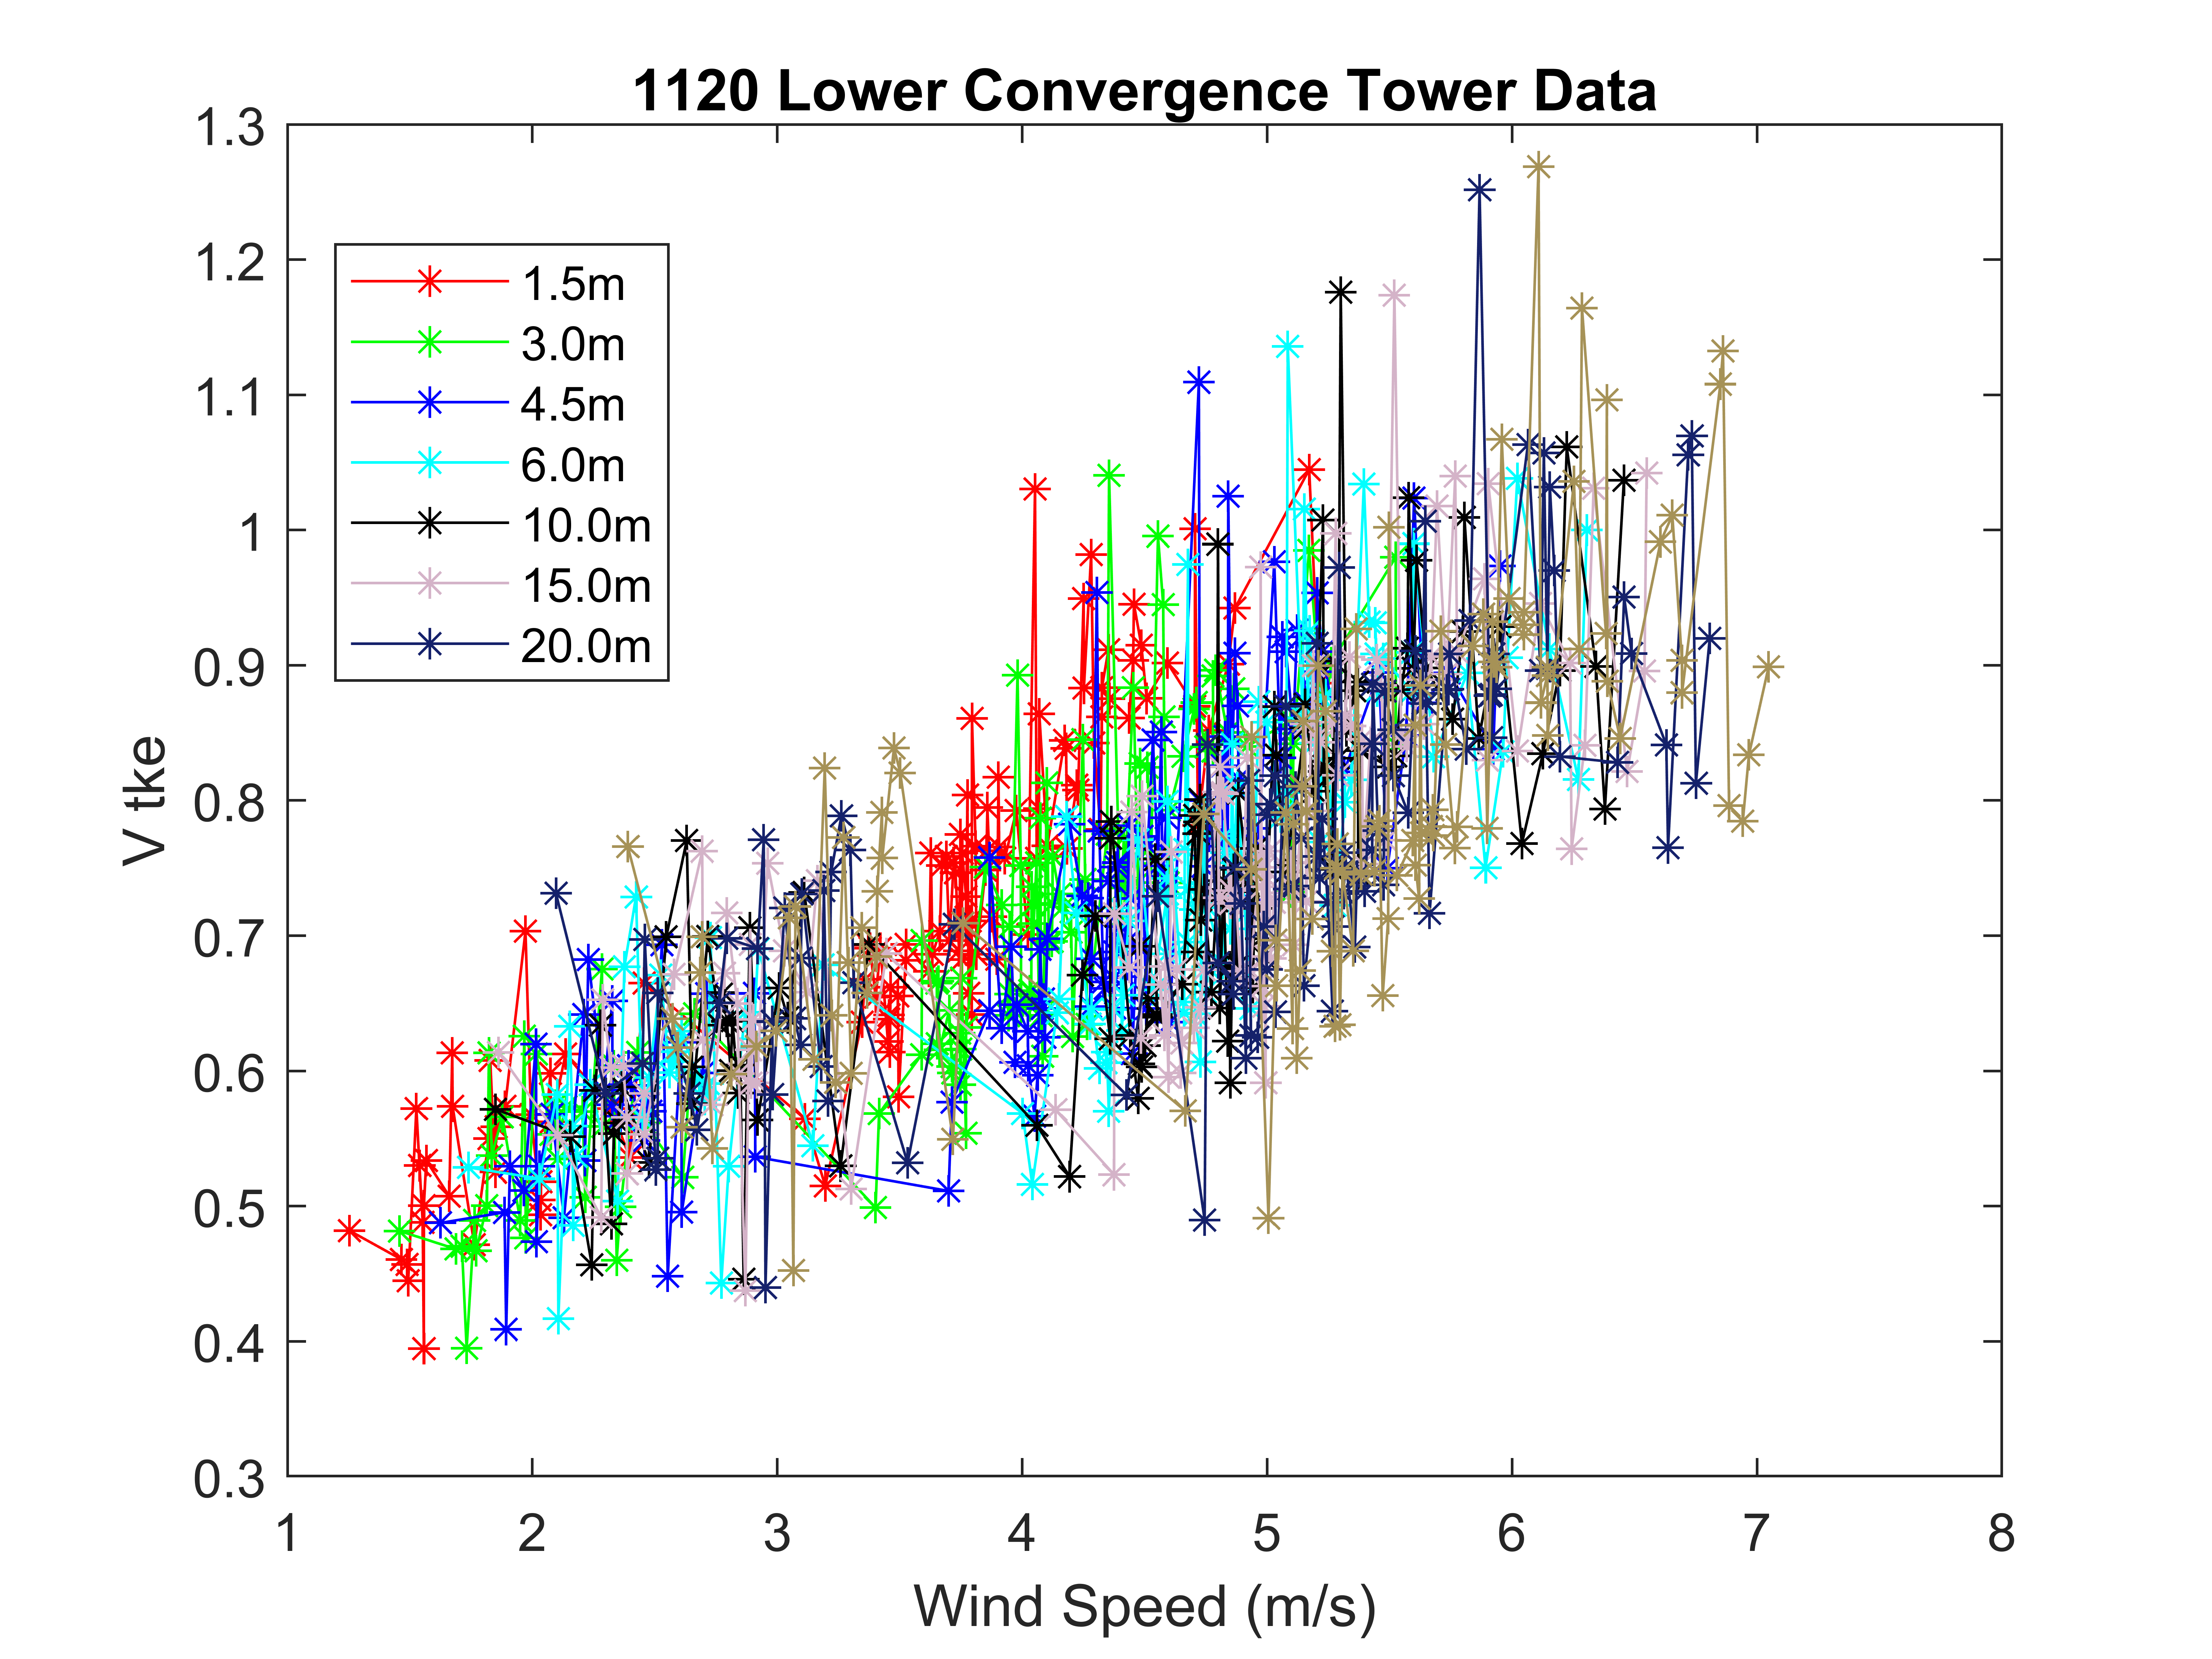 1120 Lower Convergence Tower Data
1.3
1.2
1.1
1
0.9
0.8
0.7
0.6
0.5
0.4
0.3
V tke
1.5m
3.0m
4.5m
6.0m
10.0m
15.0m
20.0m
1 2 3 4 5 6 7 8
Wind Speed (m/s)